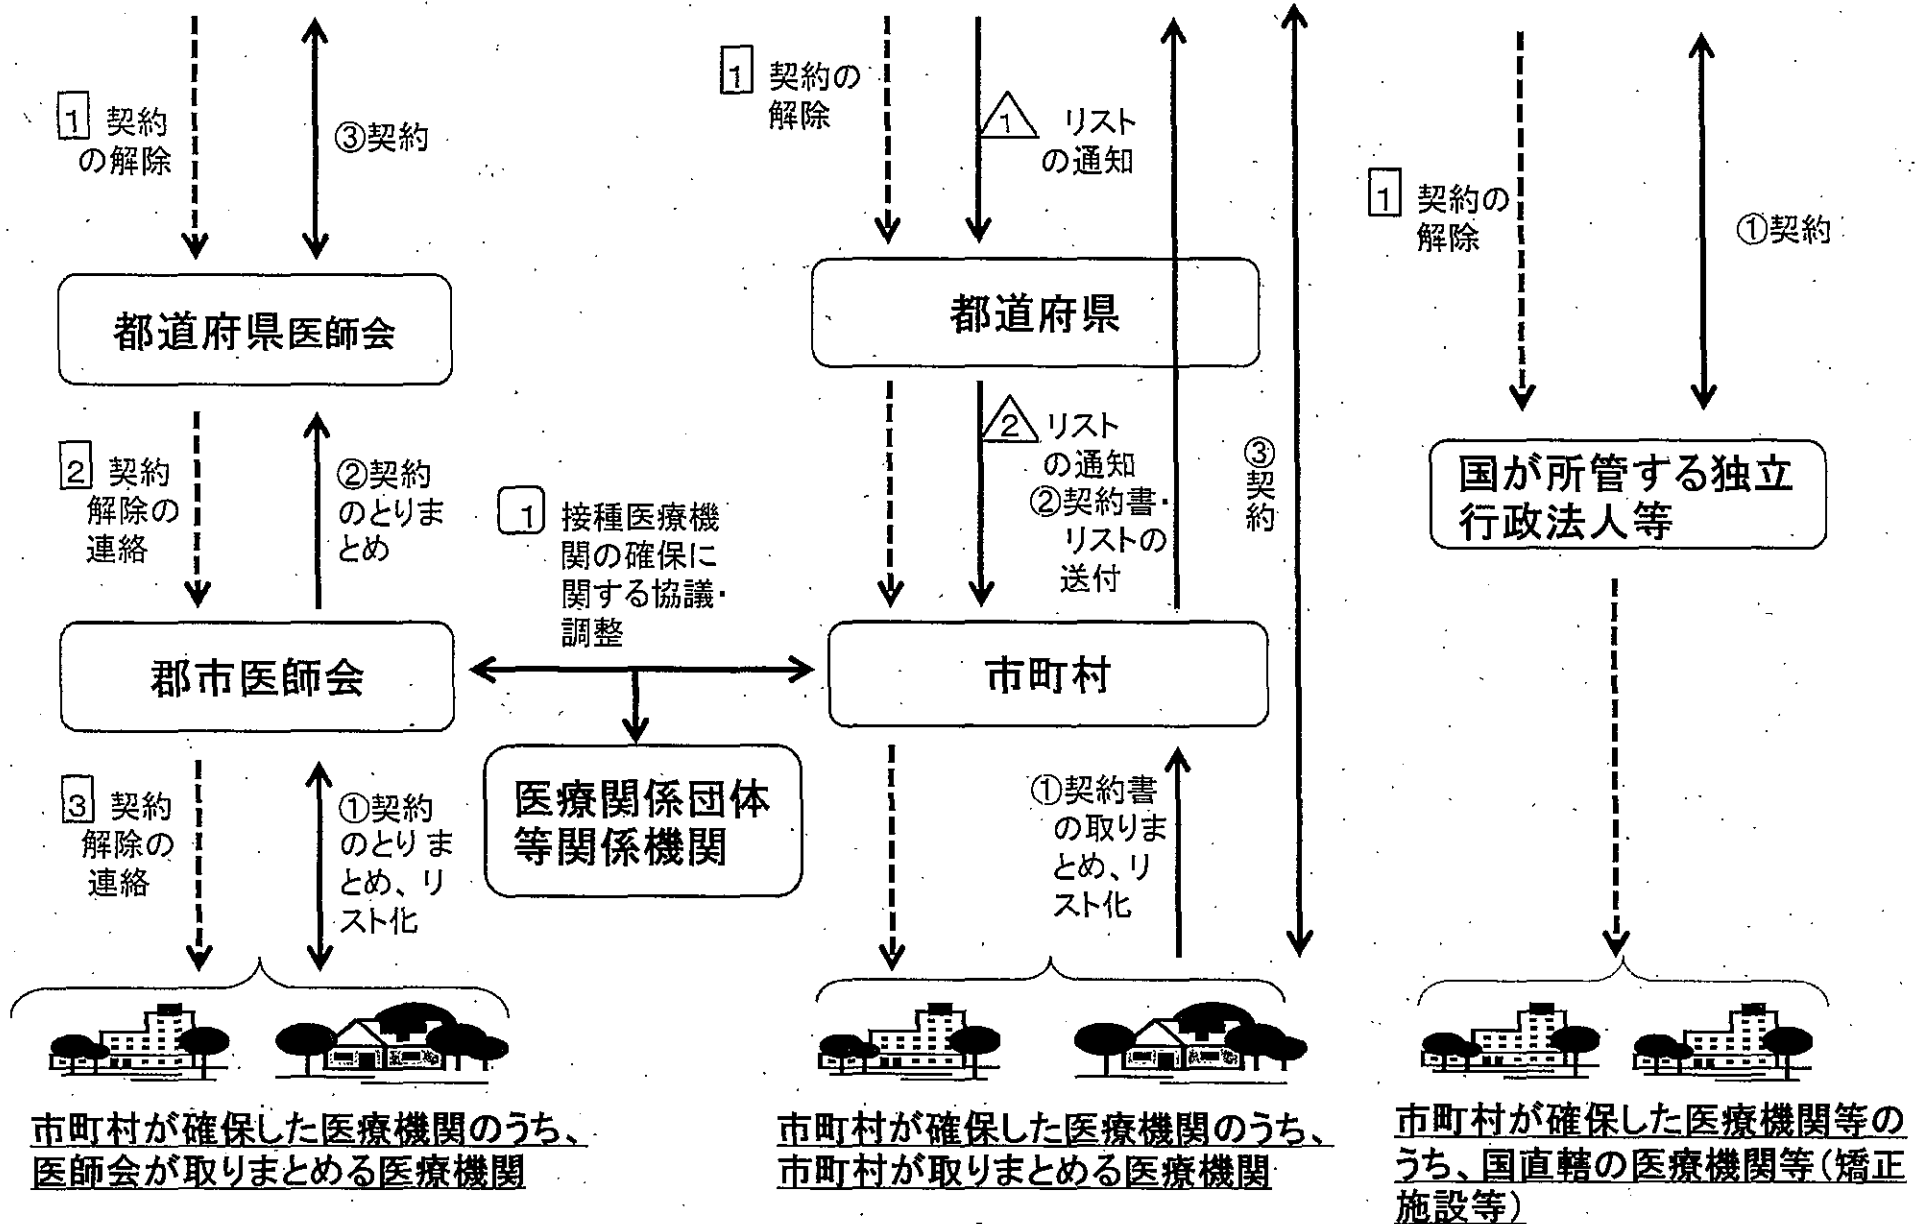 1 契約
の解除
③契約
都道府県医師会
2 契約
解除の
連絡
②契約
のとりま
とめ
郡市医師会
3 契約
解除の
連絡
①契約
のとりま
とめ、リ
スト化
市町村が確保した医療機関のうち、
医師会が取りまとめる医療機関
1 接種医療機
関の確保に
関する協議・
調整
医療関係団体
等関係機関
1 契約の
解除
1 リスト
の通知
都道府県
2 リスト
の通知
②契約書・
リストの
送付
③
契
約
市町村
①契約書
の取りま
とめ、リ
スト化
市町村が確保した医療機関のうち、
市町村が取りまとめる医療機関
1 契約の
解除
①契約
国が所管する独立
行政法人等
市町村が確保した医療機関等の
うち、国直轄の医療機関等(矯正
施設等)